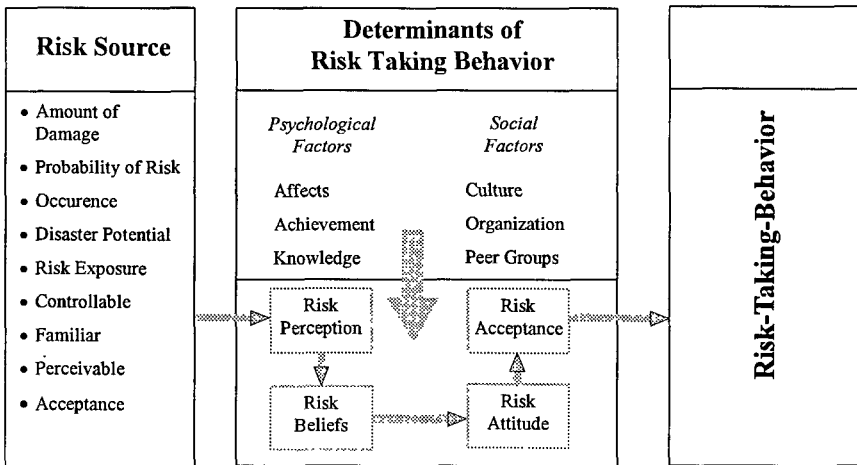 Risk Source
• Amount of
Damage
• Probability of Risk
• Occurence
• Disaster Potential
• Risk Exposure
• Controllable
• Familiar
• Perceivable
• Acceptance
Determinants of
Risk Taking Behavior
Psychological
Factors
Affects
Achievement
Knowledge
Social
Factors
Culture
Organization
Peer Groups
Risk
Perception
Risk
Beliefs
Risk
Attitude
Risk
Acceptance
Risk-Taking-Behavior